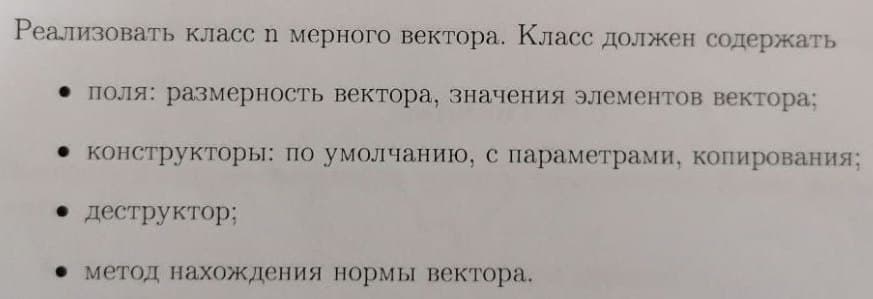 Реализовать класс n мерного вектора. Класс должен содержать
• поля: размерность вектора, значения элементов вектора;
• конструкторы: по умолчанию, с параметрами, копирования;
• деструктор;
• метод нахождения нормы вектора.